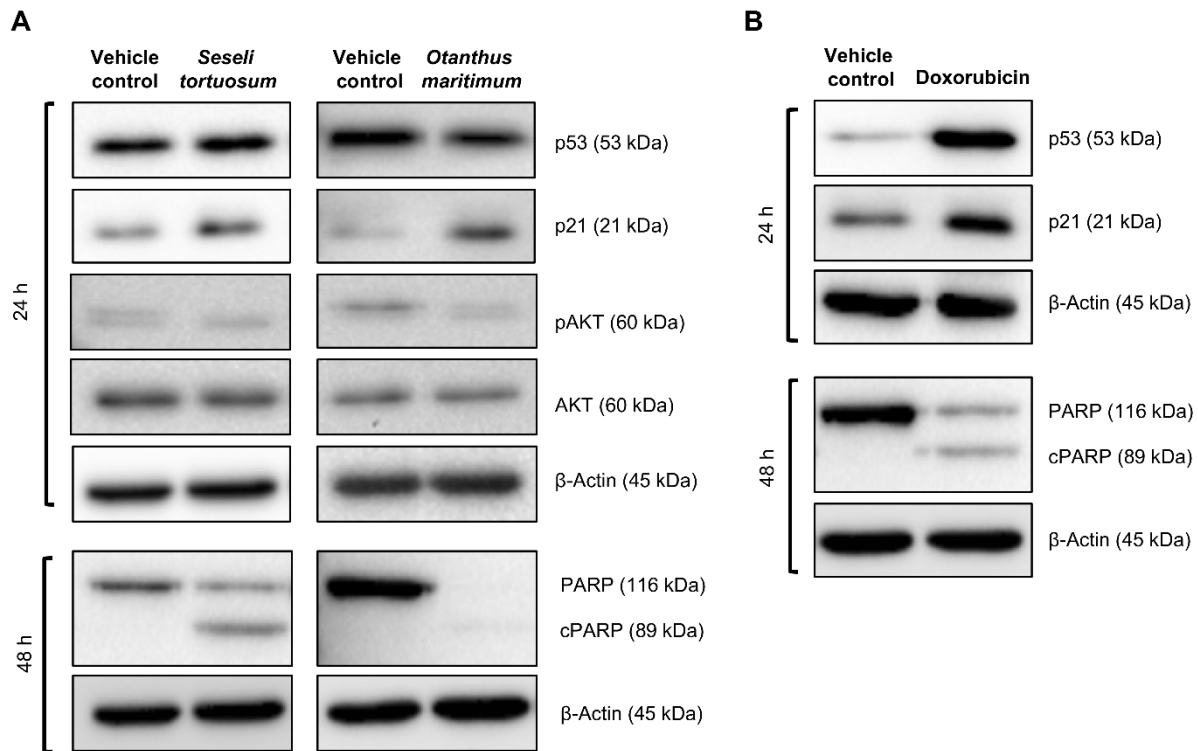 A
Vehicle control
Seseli tortuosum
Vehicle control
Otanthus maritimum
24 h
p53 (53 kDa)
p21 (21 kDa)
pAKT (60 kDa)
AKT (60 kDa)
β-Actin (45 kDa)
48 h
PARP (116 kDa)
cPARP (89 kDa)
β-Actin (45 kDa)
B
Vehicle control
Doxorubicin
24 h
p53 (53 kDa)
p21 (21 kDa)
β-Actin (45 kDa)
48 h
PARP (116 kDa)
cPARP (89 kDa)
β-Actin (45 kDa)